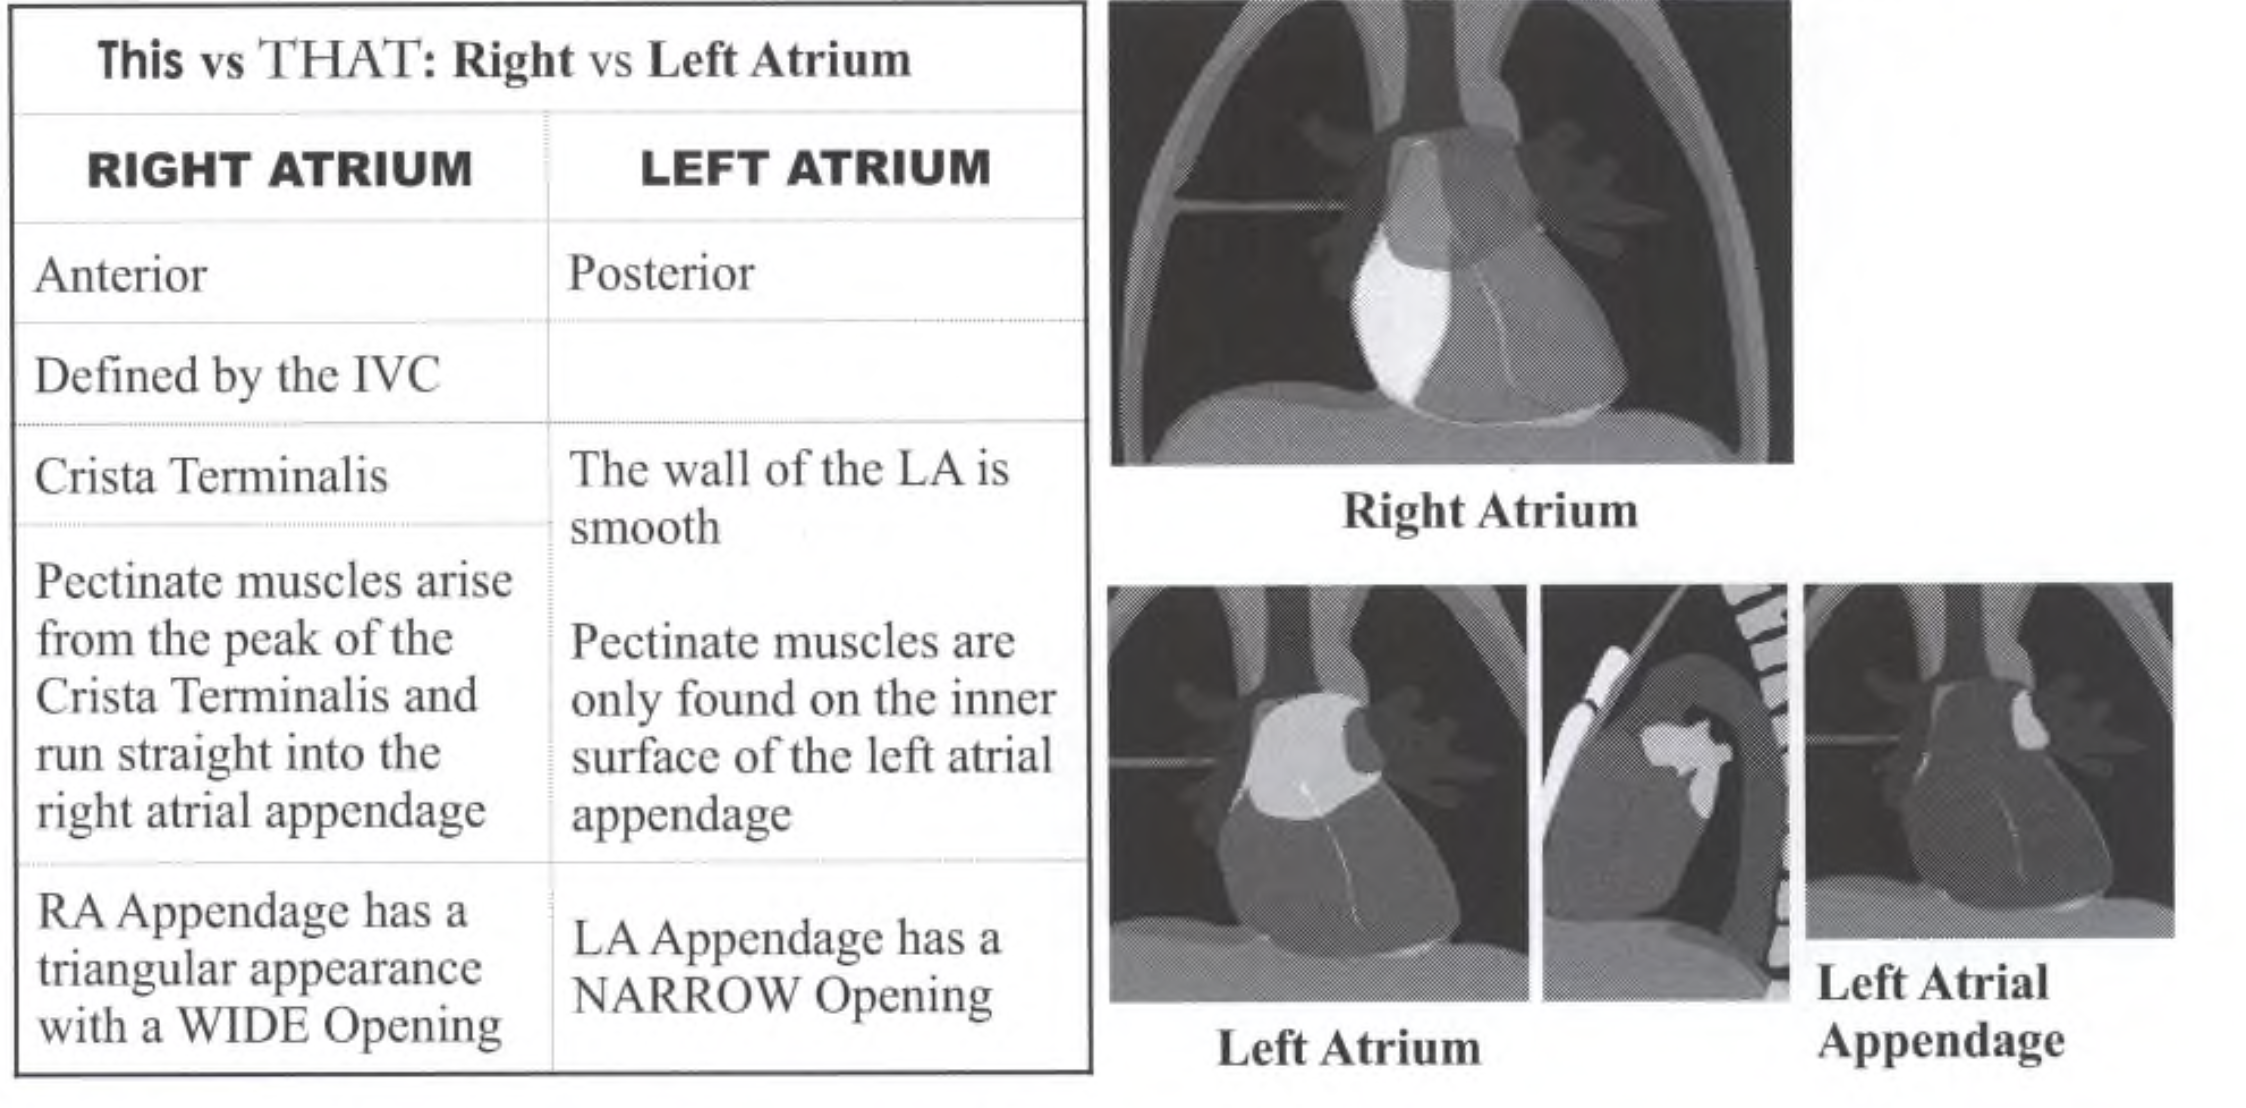 This vs THAT: Right vs Left Atrium
RIGHT ATRIUM
LEFT ATRIUM
Anterior
Posterior
Defined by the IVC
Crista Terminalis
The wall of the LA is
smooth
Pectinate muscles arise
from the peak of the
Crista Terminalis and
run straight into the
right atrial appendage
Pectinate muscles are
only found on the inner
surface of the left atrial
appendage
RA Appendage has a
triangular appearance
with a WIDE Opening
LA Appendage has a
NARROW Opening
Right Atrium
Left Atrium
Left Atrial
Appendage